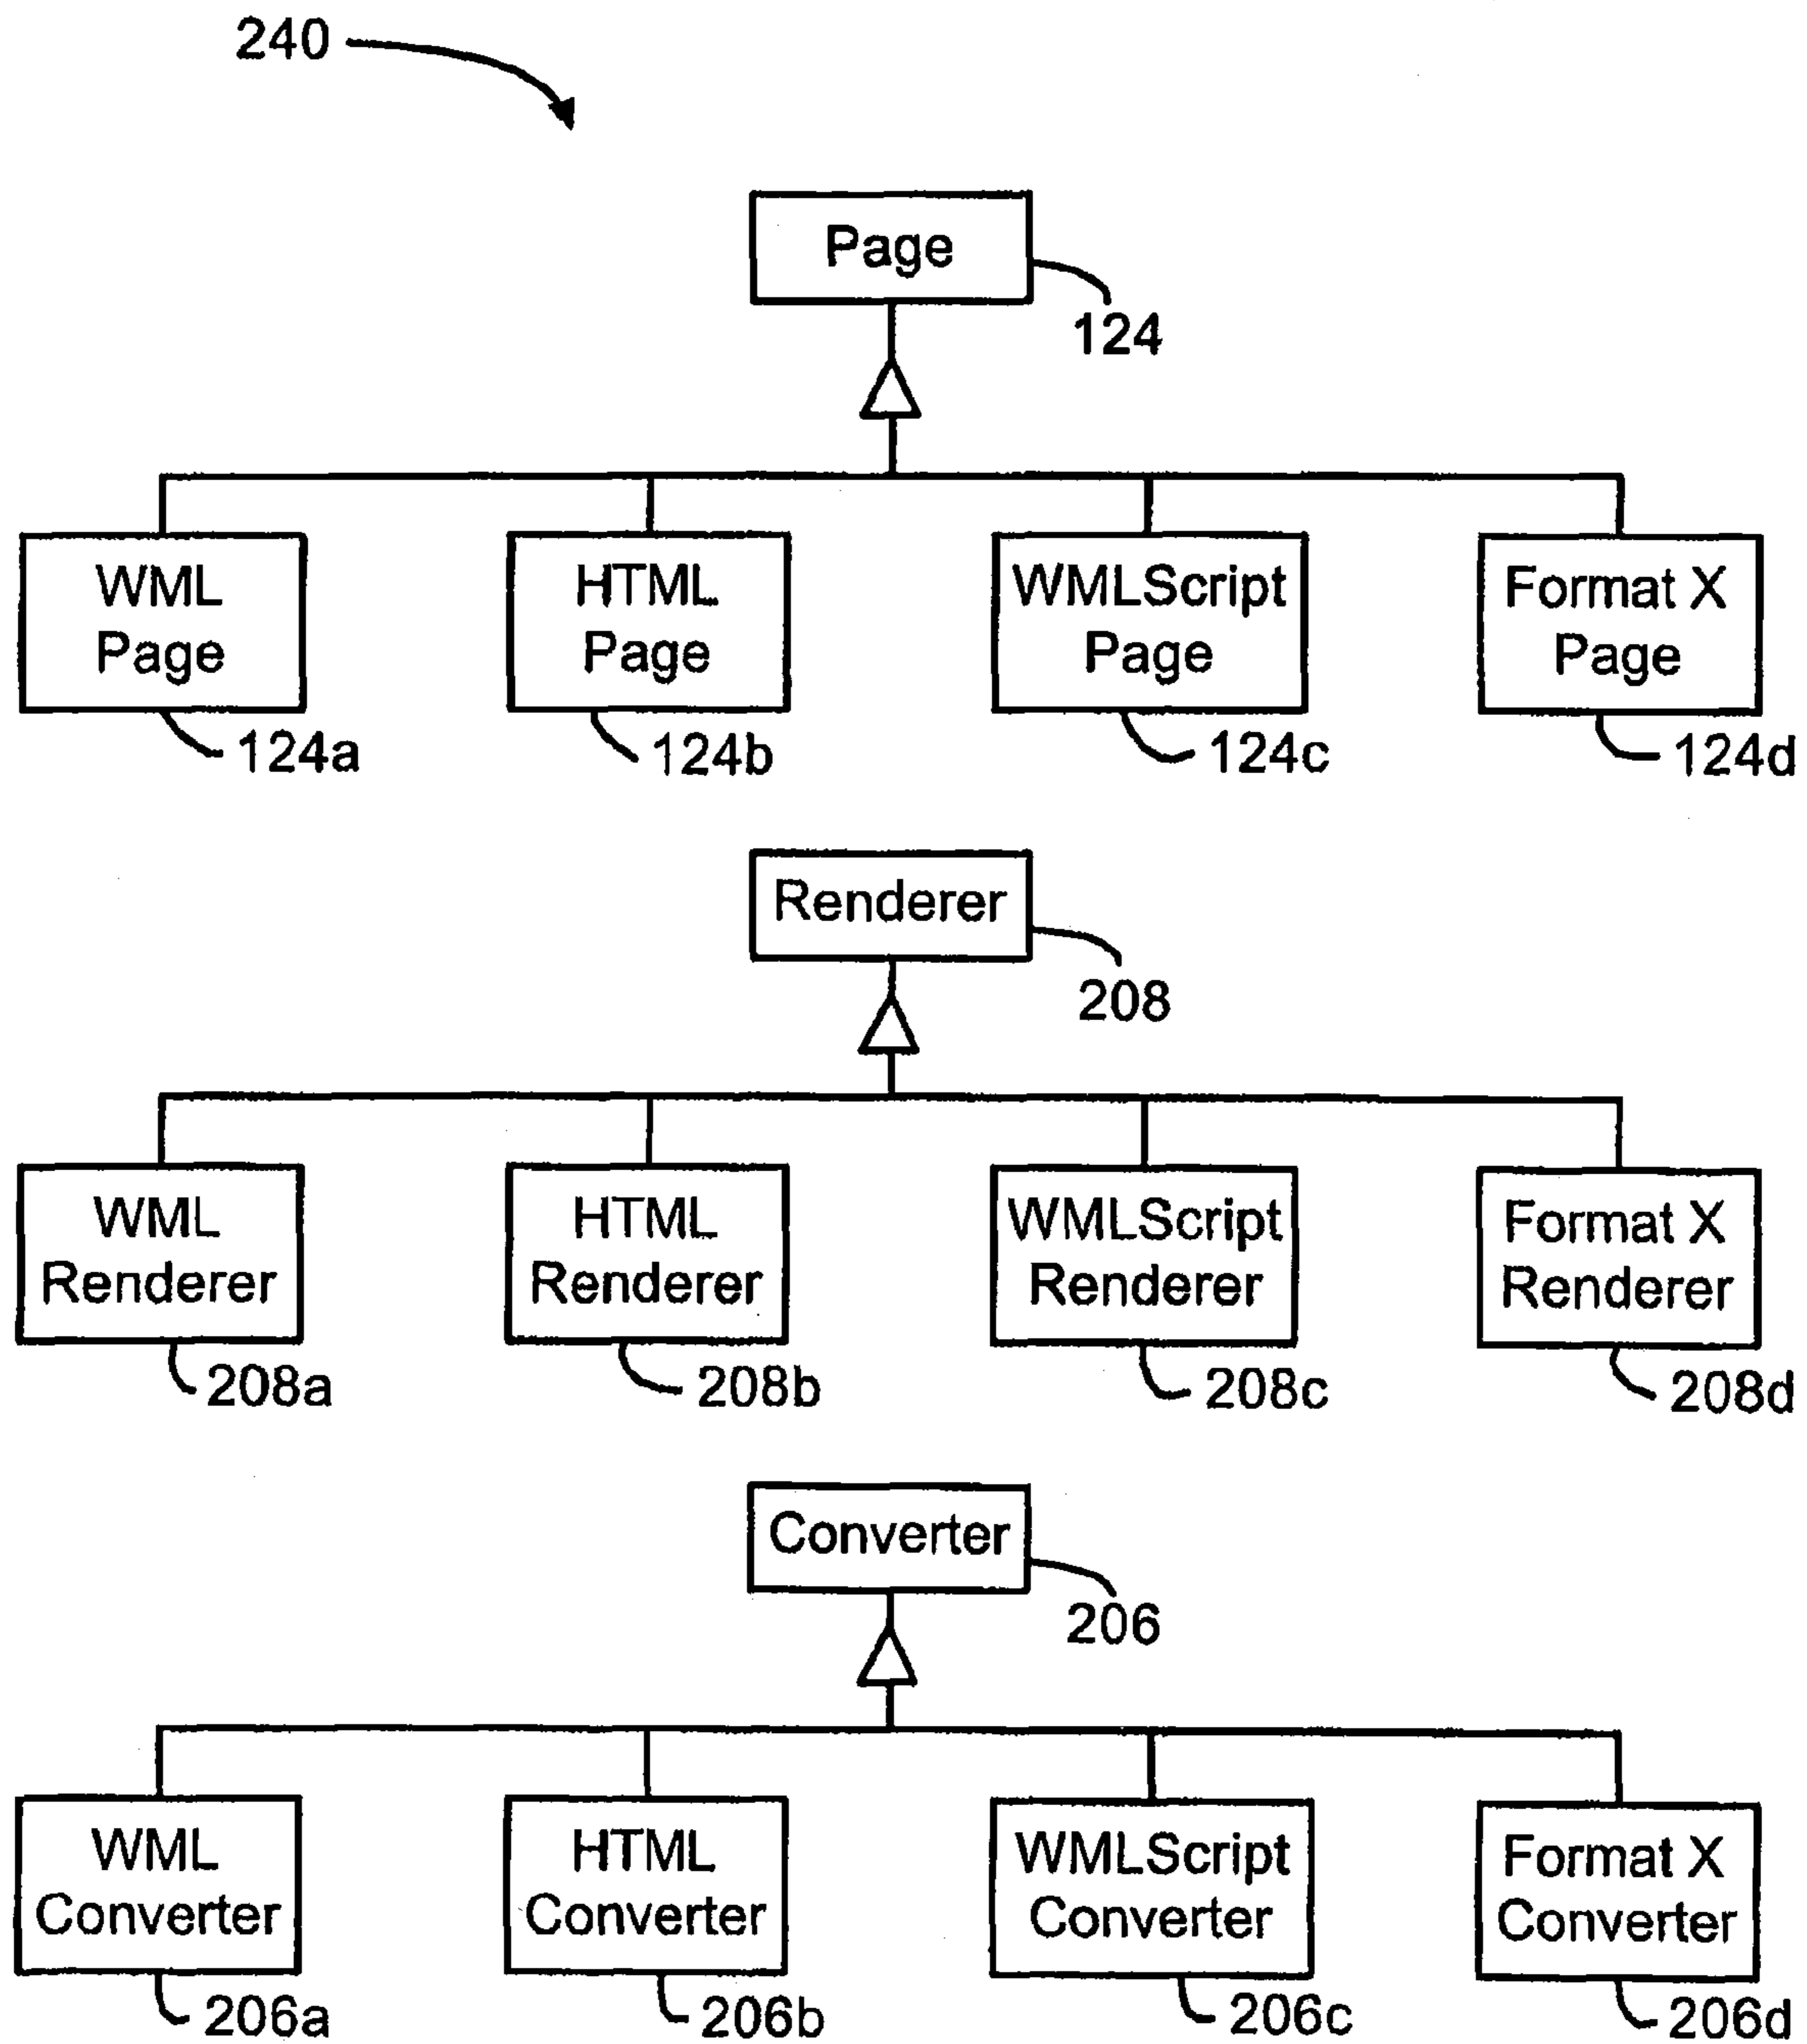 240
Page
124
WML
Page
124a
HTML
Page
124b
WMLScript
Page
124c
Format X
Page
124d
Renderer
208
WML
Renderer
208a
HTML
Renderer
208b
WMLScript
Renderer
208c
Format X
Renderer
208d
Converter
206
WML
Converter
206a
HTML
Converter
206b
WMLScript
Converter
206c
Format X
Converter
206d